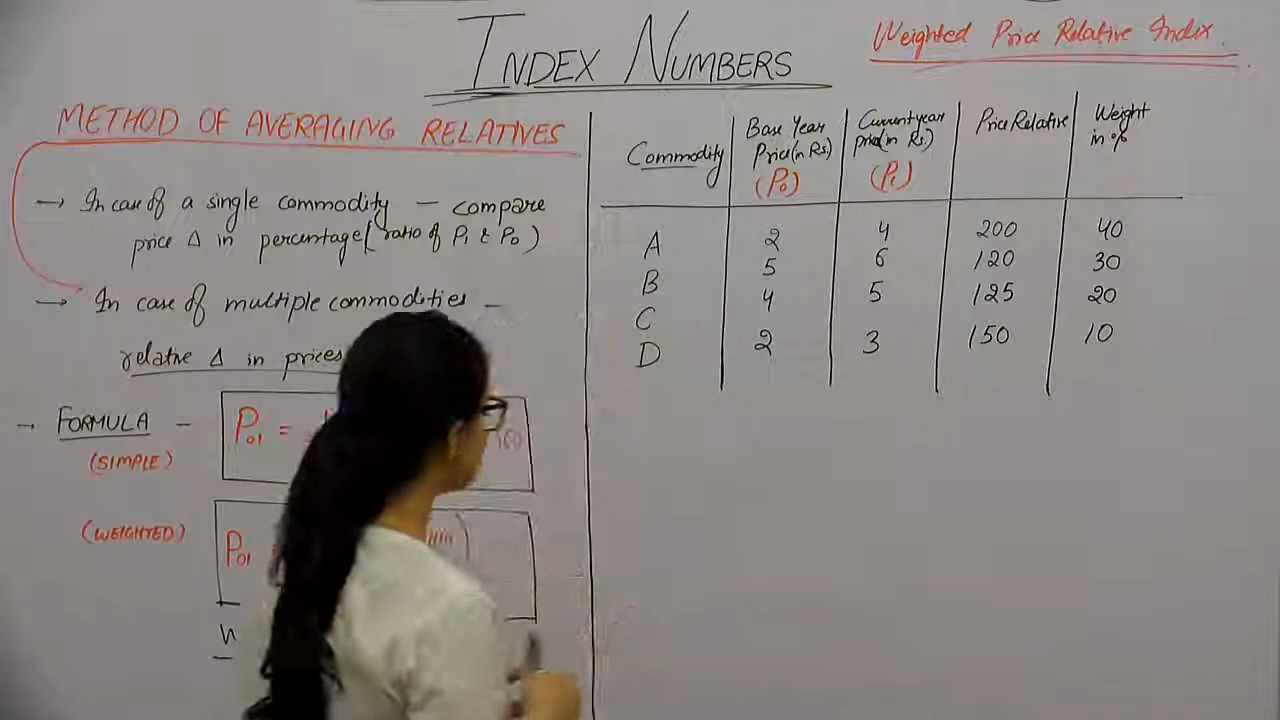 INDEX NUMBERS
Weighted Price Relative Index.
METHOD OF AVERAGING RELATIVES
→ In case of a single commodity — compare
price Δ in percentage (ratio of P1 & P0)
→ In case of multiple commodities —
relative Δ in prices
→ FORMULA — P01 = 100
(SIMPLE)
(WEIGHTED) P01
W
Commodity Base Year Price (in Rs) (P0) Current year price (in Rs.) (P1) Price Relative Weight in %
A 2 4 200 40
B 5 6 120 30
C 4 5 125 20
D 2 3 150 10